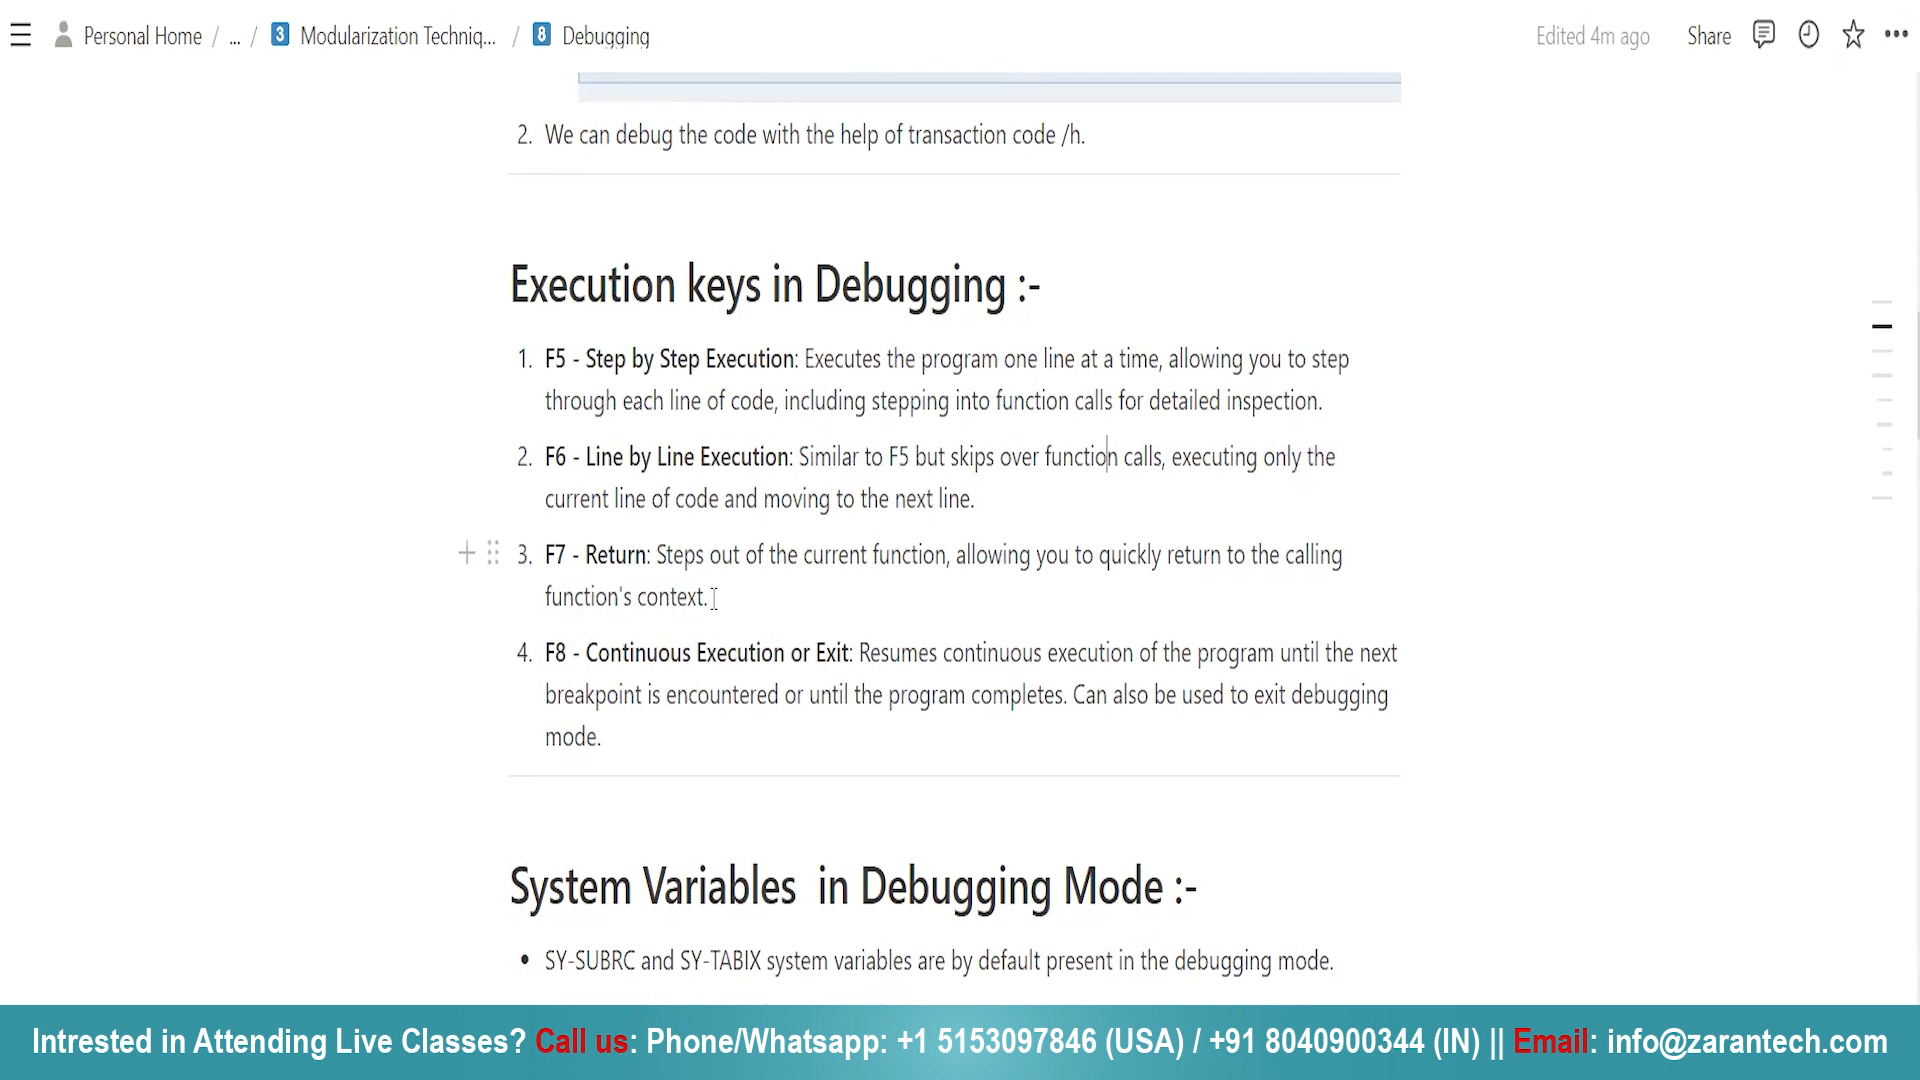 Personal Home / ... / 3 Modularization Techniq... / 8 Debugging
Edited 4m ago Share
2. We can debug the code with the help of transaction code /h.
Execution keys in Debugging :-
1. F5 - Step by Step Execution: Executes the program one line at a time, allowing you to step
through each line of code, including stepping into function calls for detailed inspection.
2. F6 - Line by Line Execution: Similar to F5 but skips over function calls, executing only the
current line of code and moving to the next line.
3. F7 - Return: Steps out of the current function, allowing you to quickly return to the calling
function's context.
4. F8 - Continuous Execution or Exit: Resumes continuous execution of the program until the next
breakpoint is encountered or until the program completes. Can also be used to exit debugging
mode.
System Variables in Debugging Mode :-
• SY-SUBRC and SY-TABIX system variables are by default present in the debugging mode.
Intrested in Attending Live Classes? Call us: Phone/Whatsapp: +1 5153097846 (USA) / +91 8040900344 (IN) || Email: info@zarantech.com